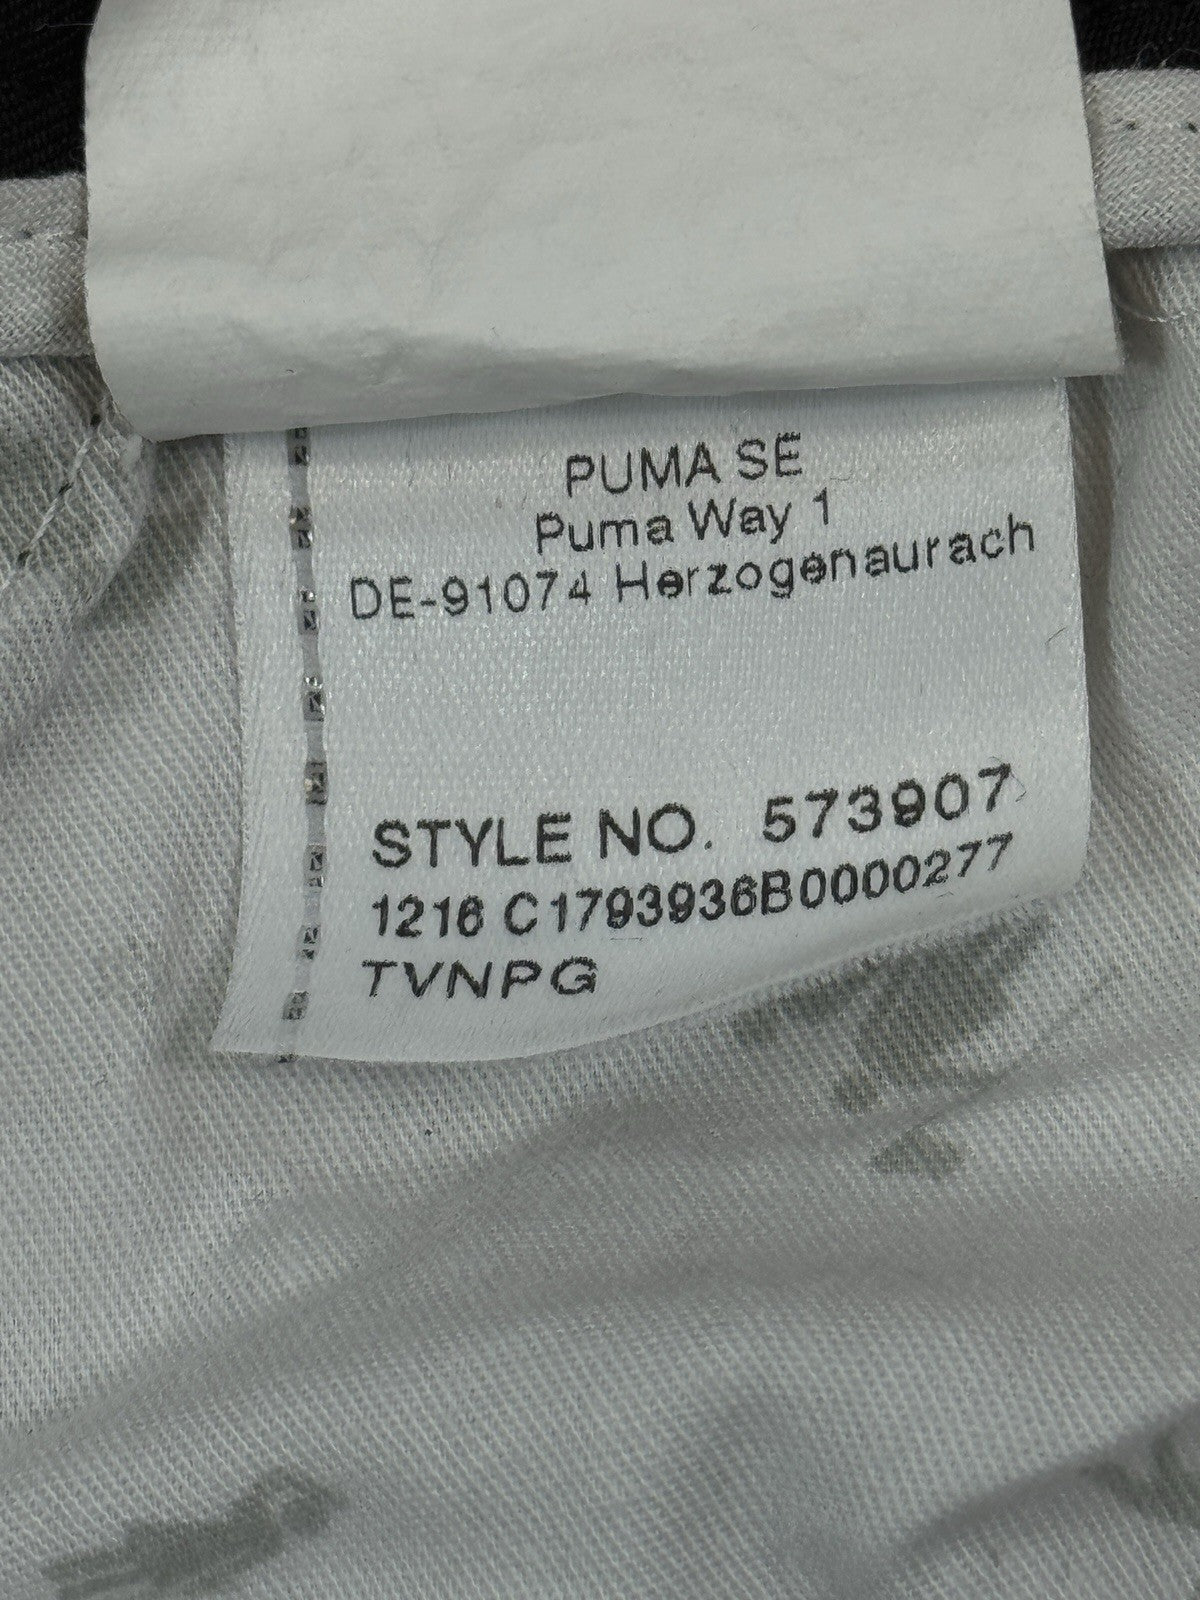 PUMA SE
Puma Way 1
DE-91074 Herzogenaurach
STYLE NO. 573907
1216 C1793936B0000277
TVNPG